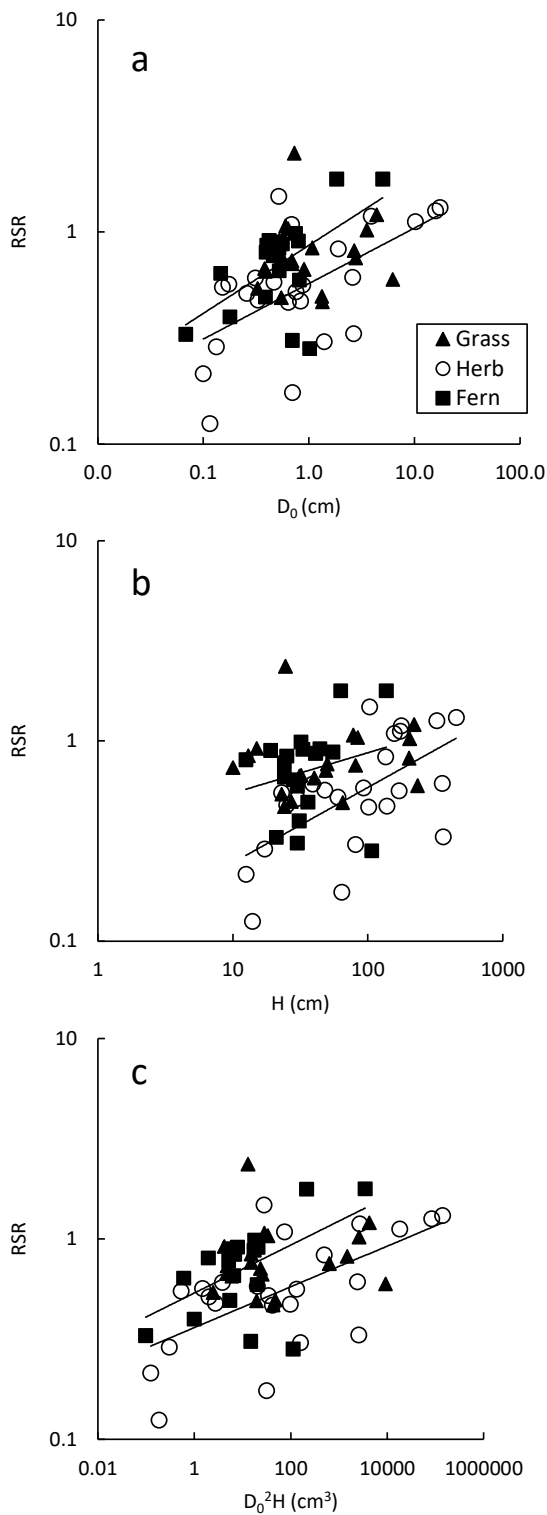 10
a
1
RSR
Grass
Herb
Fern
0.1
0.0 0.1 1.0 10.0 100.0
D₀ (cm)
10
b
1
RSR
0.1
1 10 100 1000
H (cm)
10
c
1
RSR
0.1
0.01 1 100 10000 1000000
D₀²H (cm³)